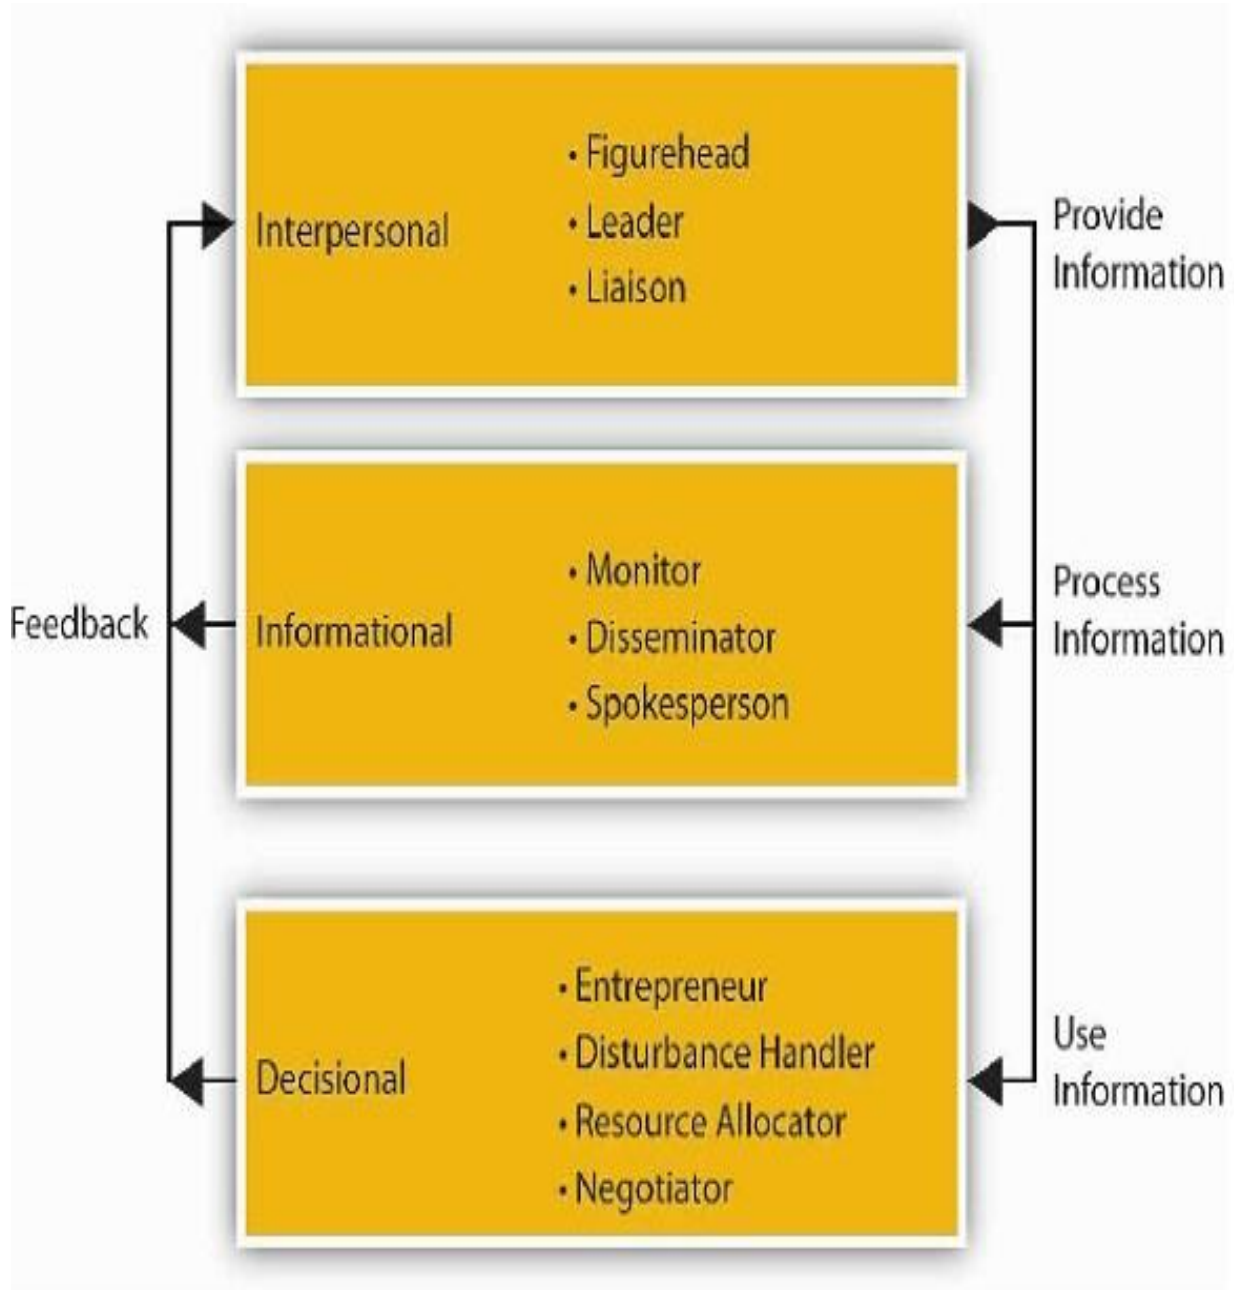 Interpersonal
• Figurehead
• Leader
• Liaison
Provide
Information
Feedback
Informational
• Monitor
• Disseminator
• Spokesperson
Process
Information
Decisional
• Entrepreneur
• Disturbance Handler
• Resource Allocator
• Negotiator
Use
Information